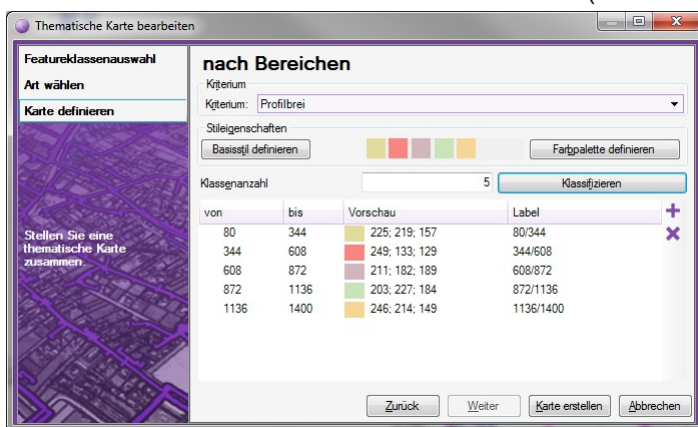 Thematische Karte bearbeiten
Featureklassenauswahl
Art wählen
Karte definieren
Stellen Sie eine
thematische Karte
zusammen.
nach Bereichen
Kriterium
Kriterium: Profilbrei
Stileigenschaften
Basisstil definieren Farbpalette definieren
Klassenanzahl 5 Klassifizieren
von bis Vorschau Label
80 344 225; 219; 157 80/344
344 608 249; 133; 129 344/608
608 872 211; 182; 189 608/872
872 1136 203; 227; 184 872/1136
1136 1400 246; 214; 149 1136/1400
Zurück Weiter Karte erstellen Abbrechen